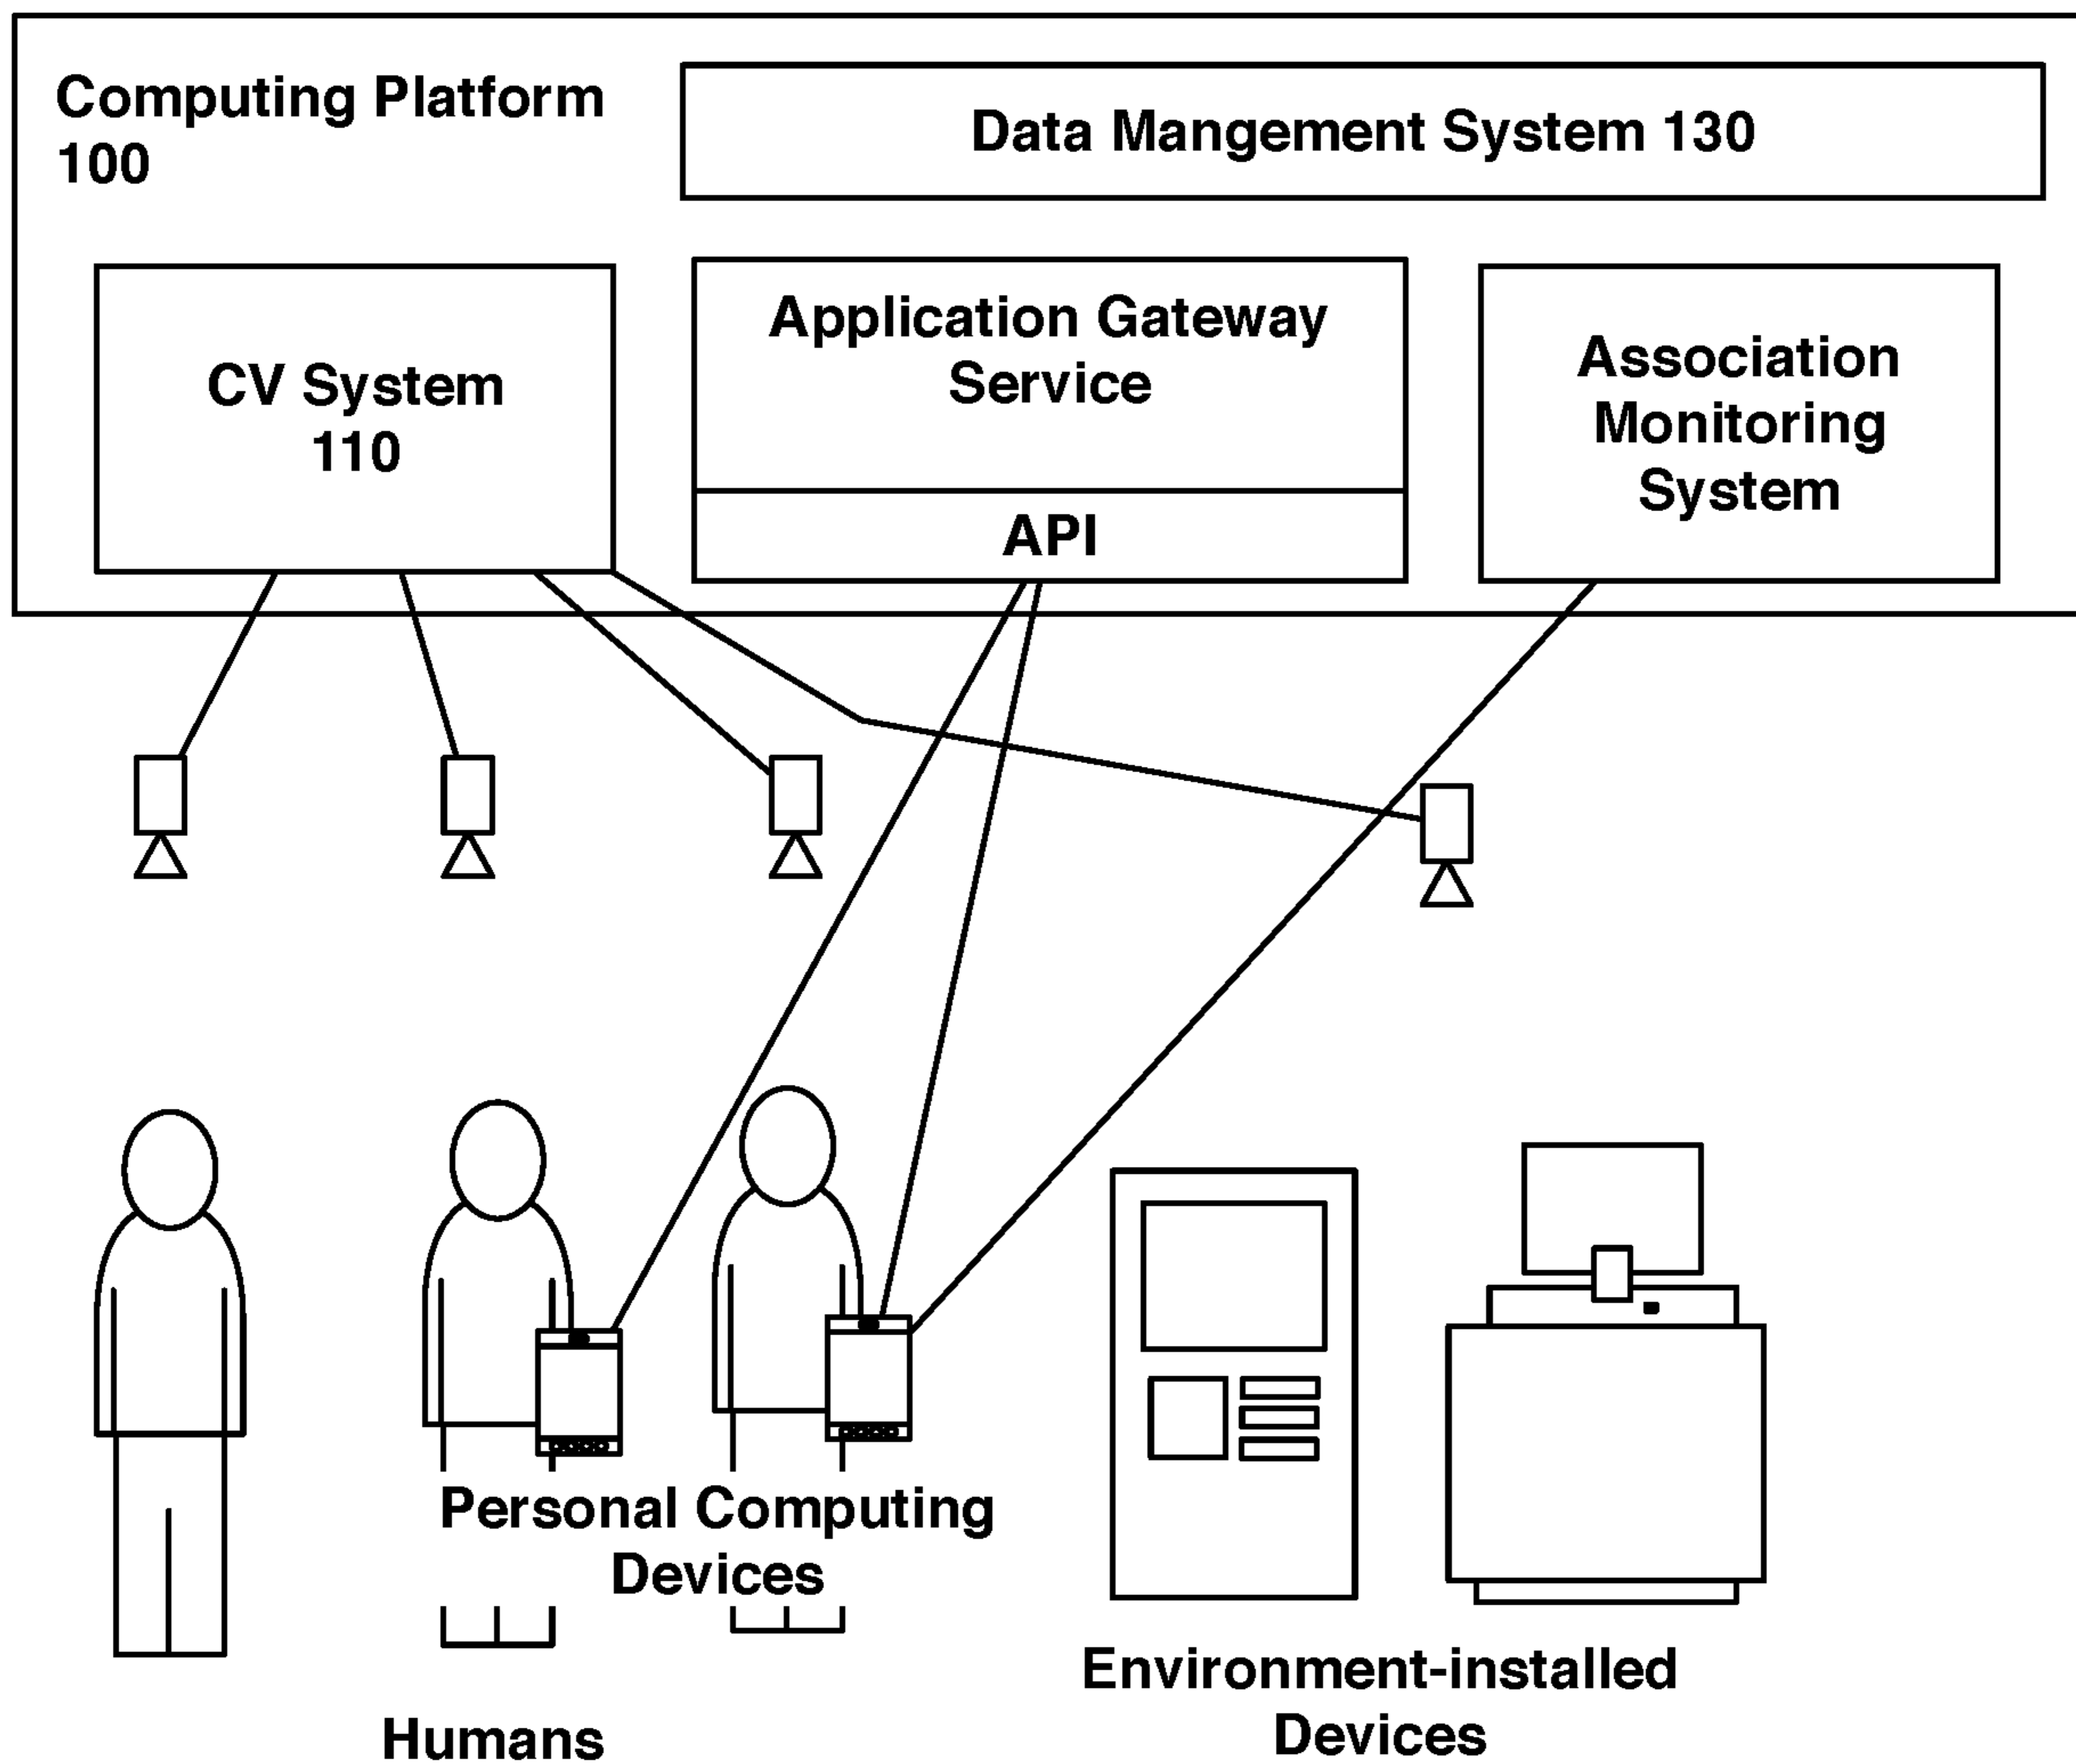 Computing Platform
100
Data Mangement System 130
CV System
110
Application Gateway
Service
API
Association
Monitoring
System
Personal Computing
Devices
Humans
Environment-installed
Devices